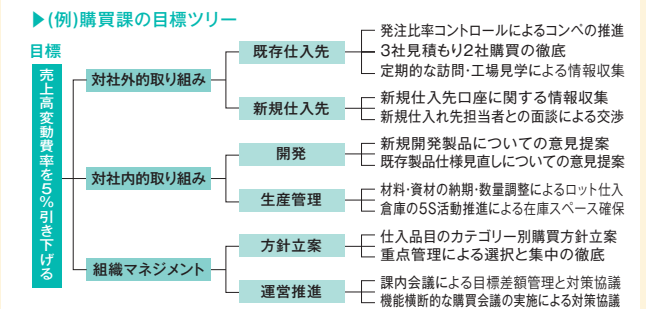 ▶(例)購買課の目標ツリー
目標
売上高変動費率を5%引き下げる
対社外的取り組み
既存仕入先
発注比率コントロールによるコンペの推進
3社見積もり2社購買の徹底
定期的な訪問・工場見学による情報収集
新規仕入先
新規仕入先口座に関する情報収集
新規仕入れ先担当者との面談による交渉
対社内的取り組み
開発
新規開発製品についての意見提案
既存製品仕様見直しについての意見提案
生産管理
材料・資材の納期・数量調整によるロット仕入
倉庫の5S活動推進による在庫スペース確保
組織マネジメント
方針立案
仕入品目のカテゴリー別購買方針立案
重点管理による選択と集中の徹底
運営推進
課内会議による目標差額管理と対策協議
機能横断的な購買会議の実施による対策協議